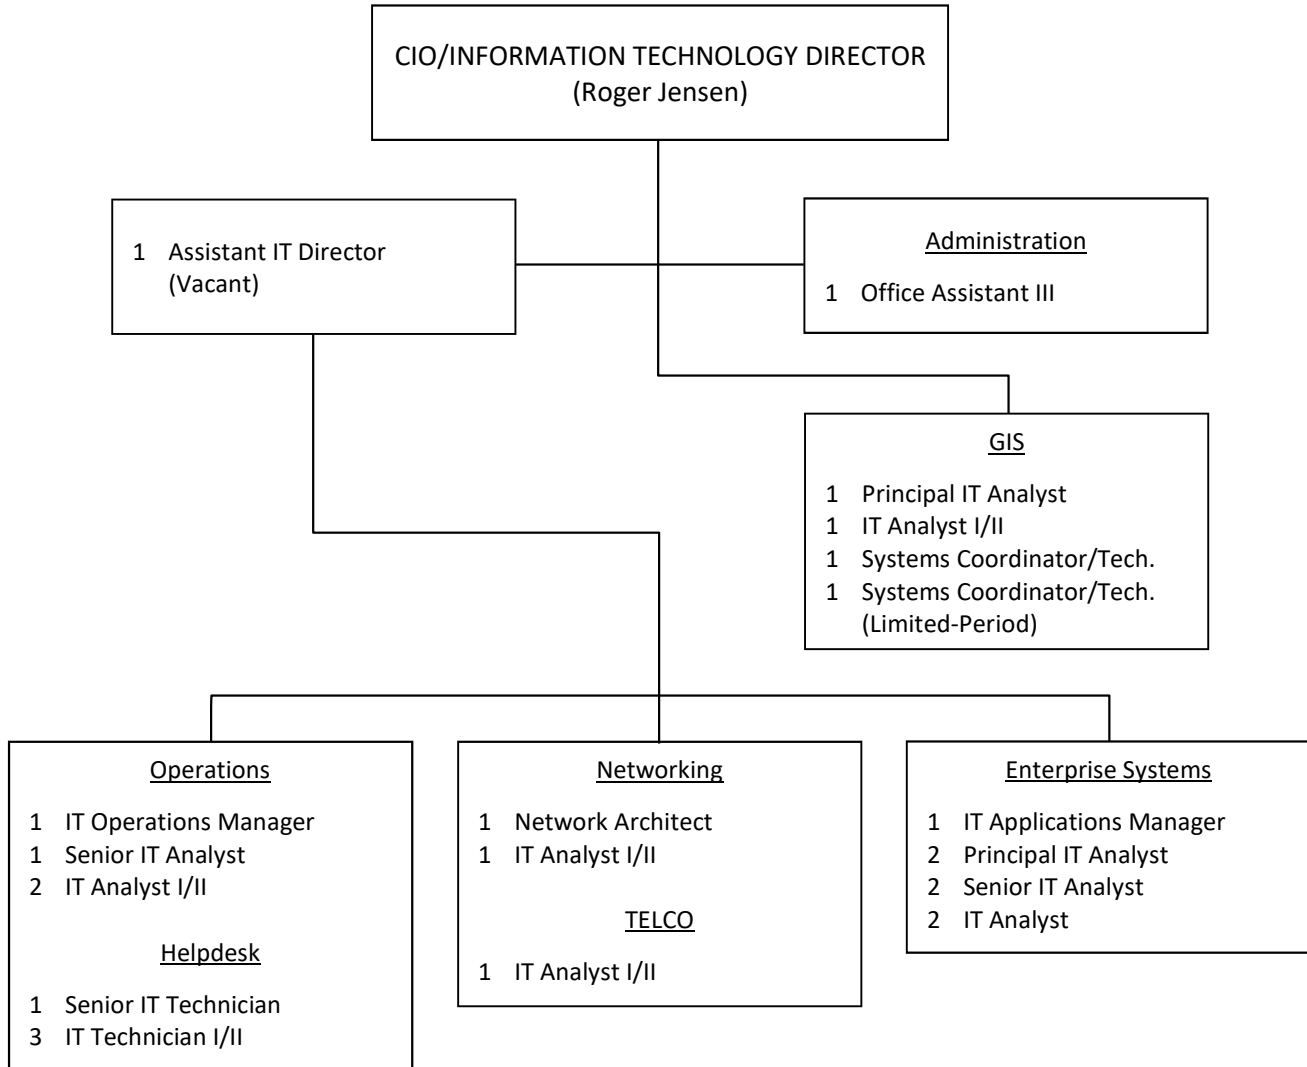 CIO/INFORMATION TECHNOLOGY DIRECTOR
(Roger Jensen)
1 Assistant IT Director
(Vacant)
Administration
1 Office Assistant III
GIS
1 Principal IT Analyst
1 IT Analyst I/II
1 Systems Coordinator/Tech.
1 Systems Coordinator/Tech.
(Limited-Period)
Operations
1 IT Operations Manager
1 Senior IT Analyst
2 IT Analyst I/II
Helpdesk
1 Senior IT Technician
3 IT Technician I/II
Networking
1 Network Architect
1 IT Analyst I/II
TELCO
1 IT Analyst I/II
Enterprise Systems
1 IT Applications Manager
2 Principal IT Analyst
2 Senior IT Analyst
2 IT Analyst